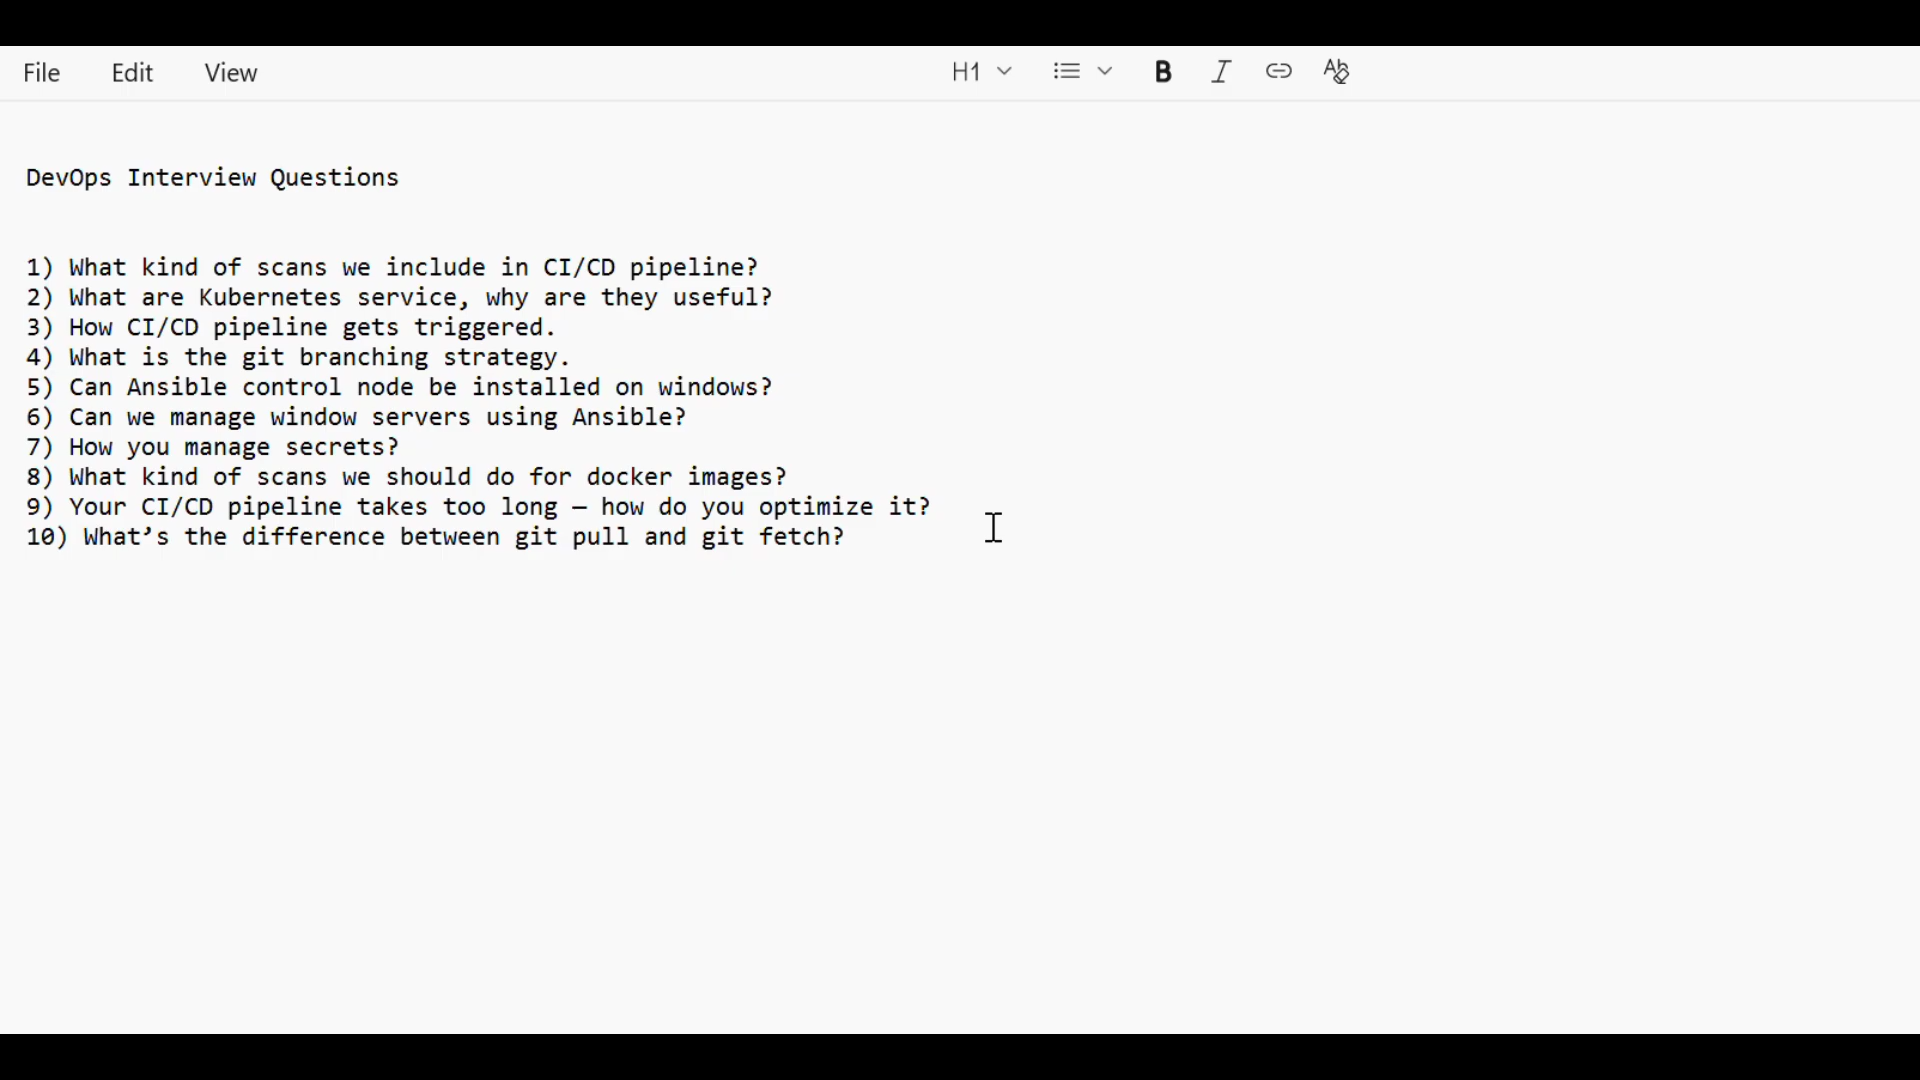 File Edit View H1 B I Ab
DevOps Interview Questions
1) What kind of scans we include in CI/CD pipeline?
2) What are Kubernetes service, why are they useful?
3) How CI/CD pipeline gets triggered.
4) What is the git branching strategy.
5) Can Ansible control node be installed on windows?
6) Can we manage window servers using Ansible?
7) How you manage secrets?
8) What kind of scans we should do for docker images?
9) Your CI/CD pipeline takes too long — how do you optimize it?
10) What’s the difference between git pull and git fetch?